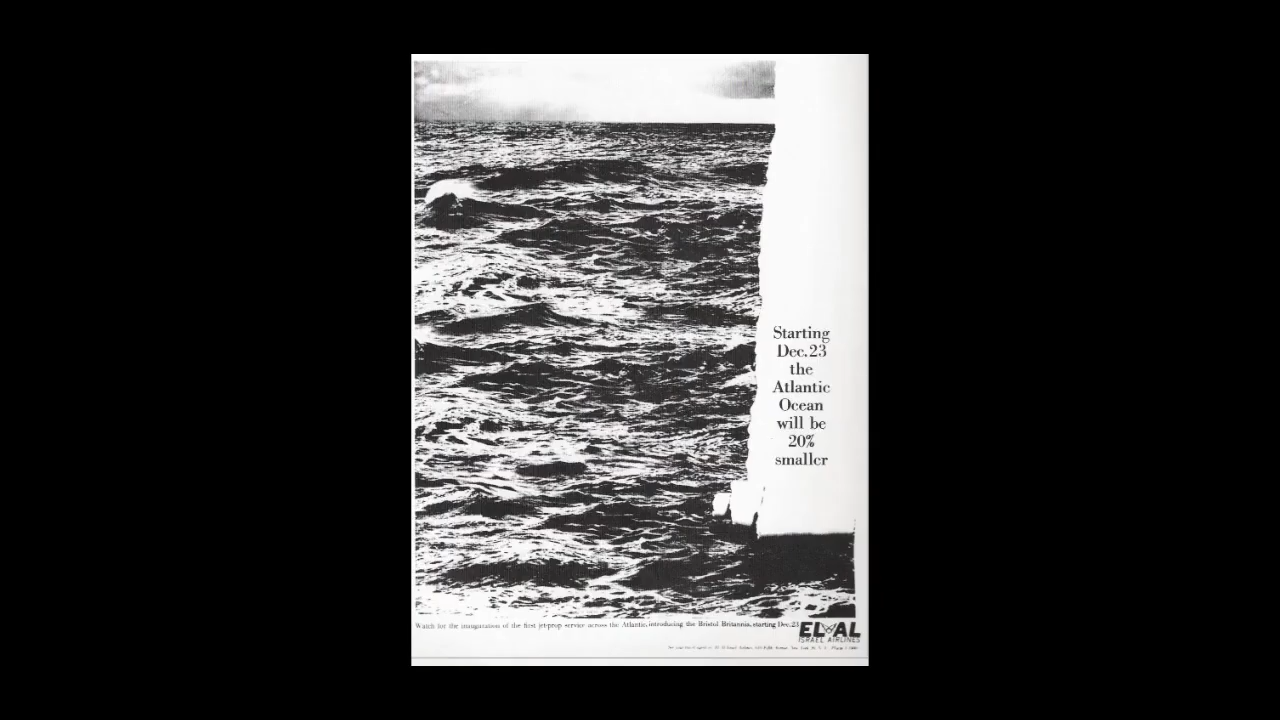 Starting
Dec.23
the
Atlantic
Ocean
will be
20%
smaller
Watch for the inauguration of the first jet-prop service across the Atlantic, introducing the Bristol Britannia, starting Dec.23
EL AL
ISRAEL AIRLINES